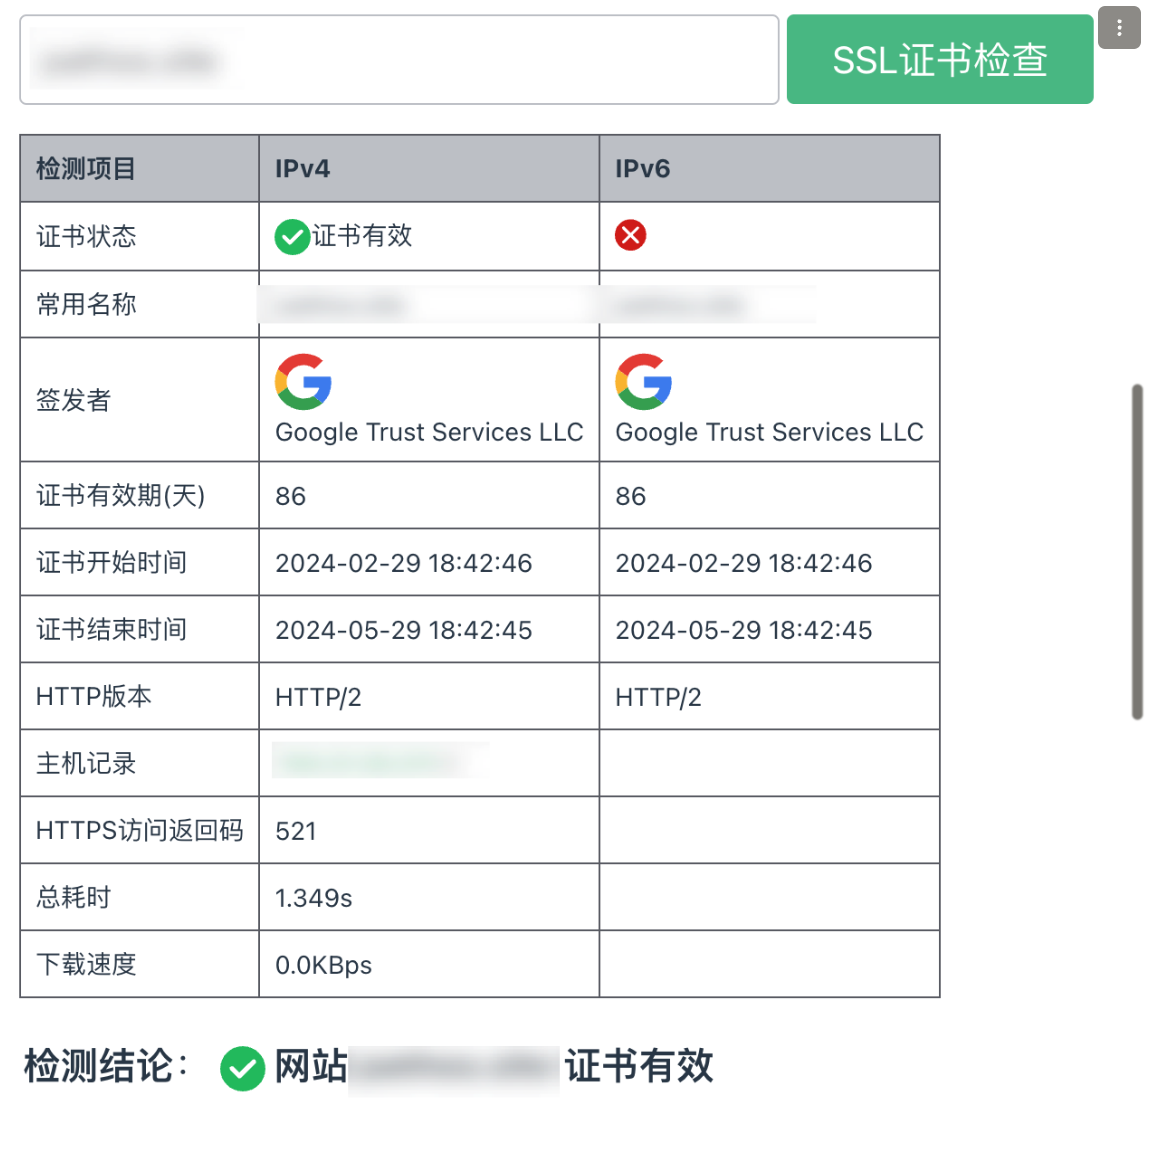 SSL证书检查
检测项目 IPv4 IPv6
证书状态 证书有效
常用名称
签发者 Google Trust Services LLC Google Trust Services LLC
证书有效期(天) 86 86
证书开始时间 2024-02-29 18:42:46 2024-02-29 18:42:46
证书结束时间 2024-05-29 18:42:45 2024-05-29 18:42:45
HTTP版本 HTTP/2 HTTP/2
主机记录
HTTPS访问返回码 521
总耗时 1.349s
下载速度 0.0KBps
检测结论： 网站 证书有效